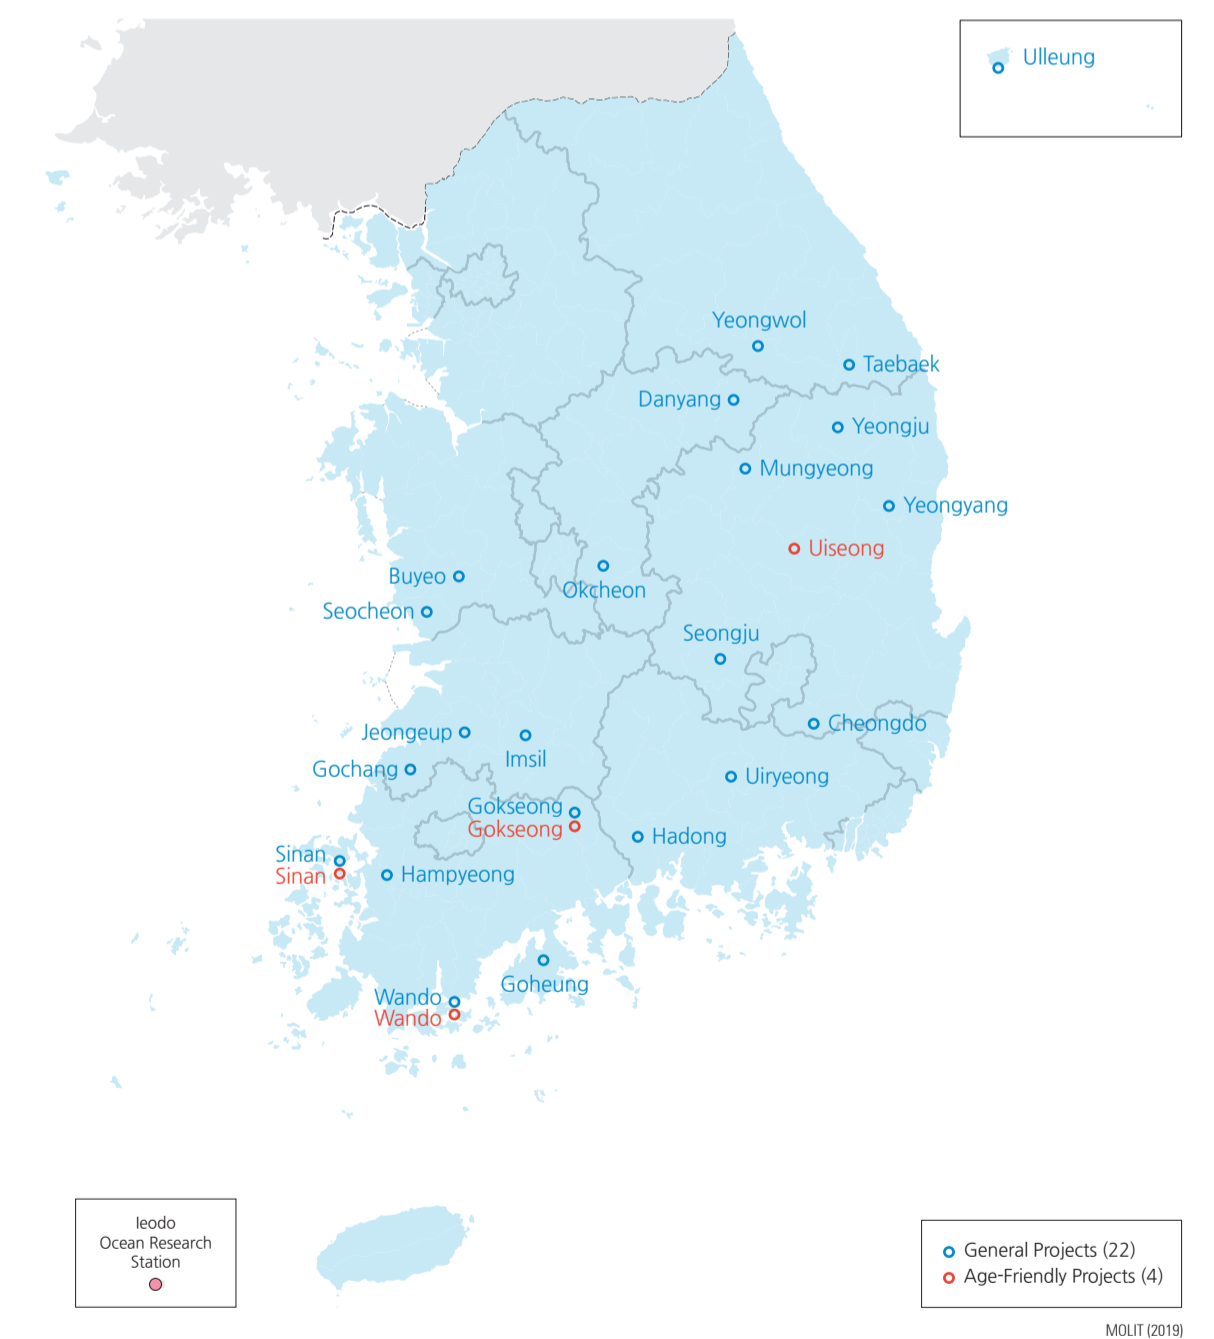 Ulleung
Yeongwol
Taebaek
Danyang
Yeongju
Mungyeong
Yeongyang
Uiseong
Buyeo
Okcheon
Seocheon
Seongju
Cheongdo
Jeongeup
Imsil
Gochang
Uiryeong
Gokseong
Gokseong
Hadong
Sinan
Sinan
Hampyeong
Goheung
Wando
Wando
Ieodo
Ocean Research
Station
General Projects (22)
Age-Friendly Projects (4)
MOLIT (2019)